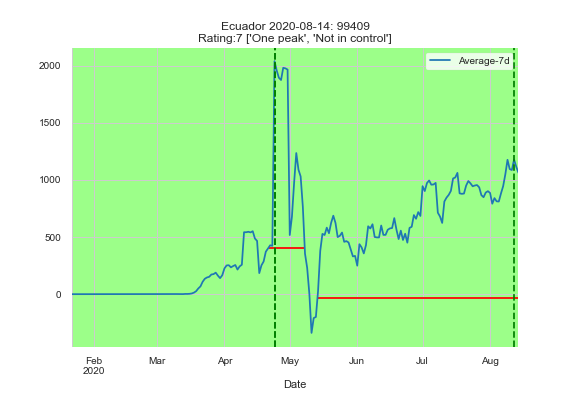 Ecuador 2020-08-14: 99409
Rating:7 ['One peak', 'Not in control']
Average-7d
2000
1500
1000
500
0
Feb
2020
Mar
Apr
May
Jun
Jul
Aug
Date